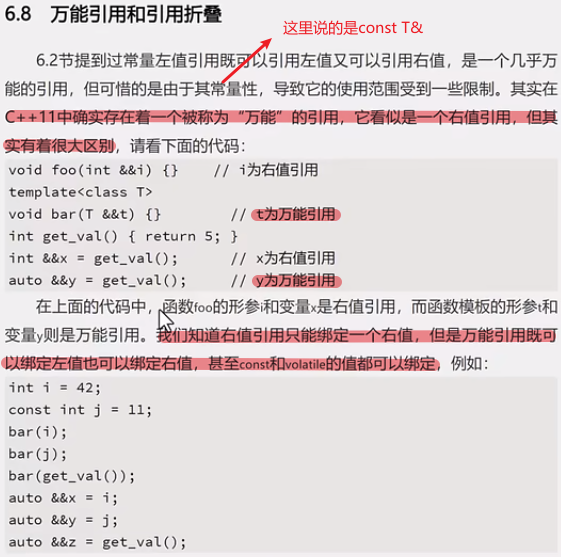 6.8 万能引用和引用折叠
这里说的是const T&
6.2节提到过常量左值引用既可以引用左值又可以引用右值，是一个几乎万
能的引用，但可惜的是由于其常量性，导致它的使用范围受到一些限制。其实在
C++11中确实存在着一个被称为“万能”的引用，它看似是一个右值引用，但其
实有着很大区别，请看下面的代码：
void foo(int &&i) {} // i为右值引用
template<class T>
void bar(T &&t) {} // t为万能引用
int get_val() { return 5; }
int &&x = get_val(); // x为右值引用
auto &&y = get_val(); // y为万能引用
在上面的代码中，函数foo的形参i和变量x是右值引用，而函数模板的形参t和
变量y则是万能引用。我们知道右值引用只能绑定一个右值，但是万能引用既可
以绑定左值也可以绑定右值，甚至const和volatile的值都可以绑定，例如：
int i = 42;
const int j = 11;
bar(i);
bar(j);
bar(get_val());
auto &&x = i;
auto &&y = j;
auto &&z = get_val();